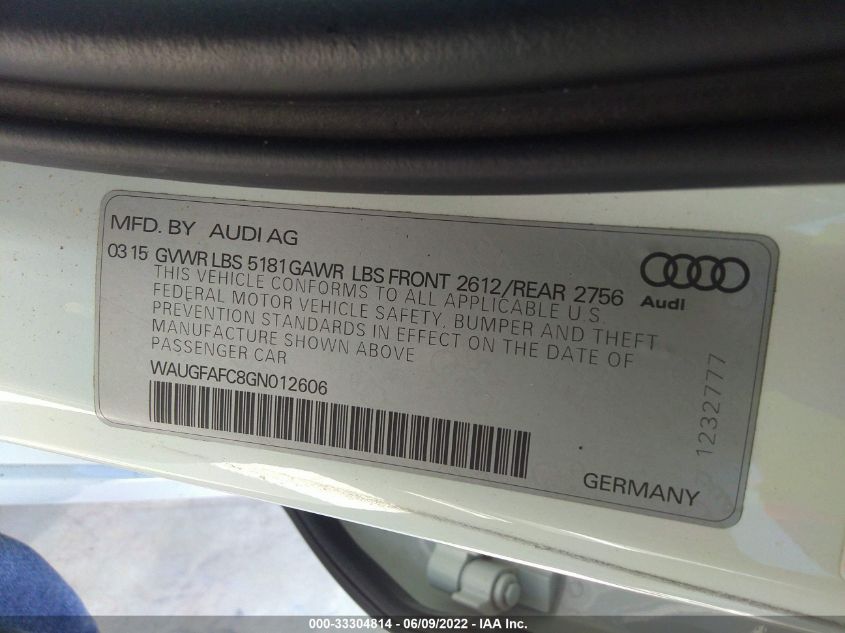 MFD. BY AUDI AG
03 15 GVWR LBS 5181 GAWR LBS FRONT 2612/REAR 2756
THIS VEHICLE CONFORMS TO ALL APPLICABLE U.S.
FEDERAL MOTOR VEHICLE SAFETY, BUMPER AND THEFT
PREVENTION STANDARDS IN EFFECT ON THE DATE OF
MANUFACTURE SHOWN ABOVE
PASSENGER CAR
WAUGFAFC8GN012606
Audi
1232777
GERMANY
000-33304814 - 06/09/2022 - IAA Inc.